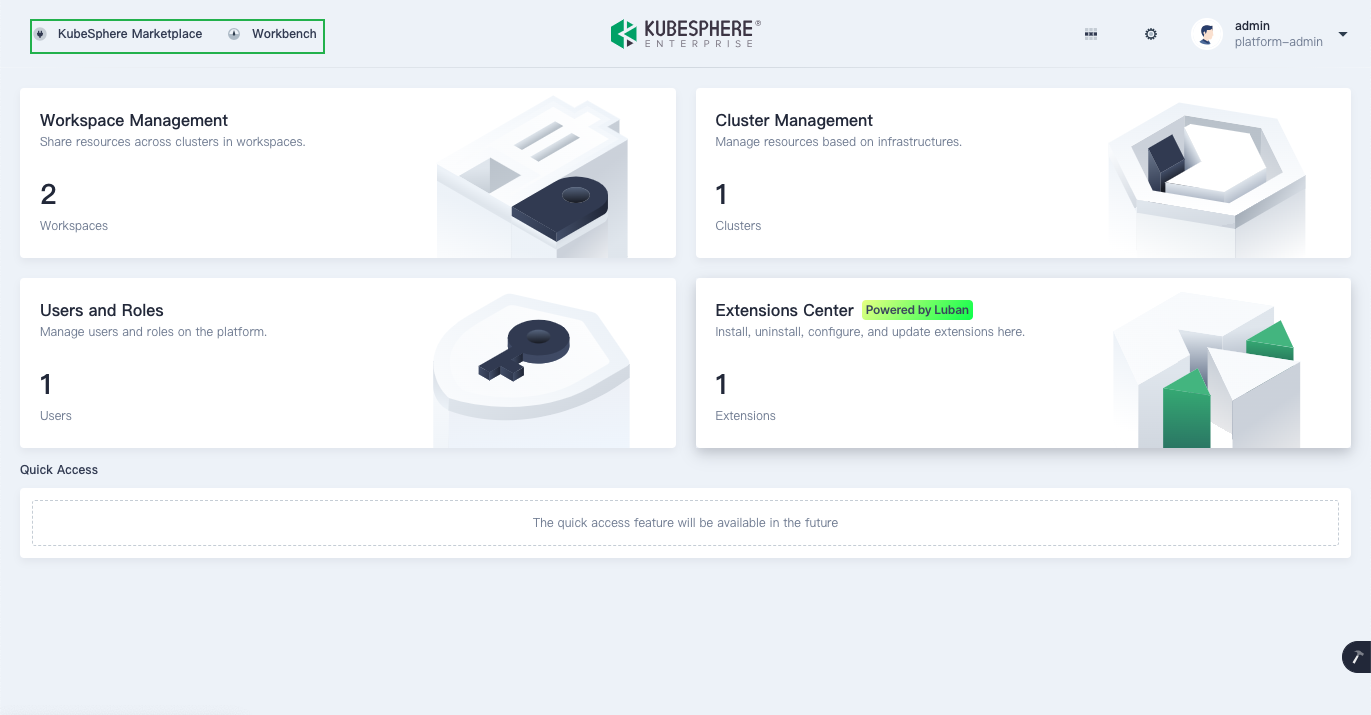 KubeSphere Marketplace
Workbench
KUBESPHERE®
ENTERPRISE
admin
platform-admin
Workspace Management
Share resources across clusters in workspaces.
2
Workspaces
Cluster Management
Manage resources based on infrastructures.
1
Clusters
Users and Roles
Manage users and roles on the platform.
1
Users
Extensions Center Powered by Luban
Install, uninstall, configure, and update extensions here.
1
Extensions
Quick Access
The quick access feature will be available in the future